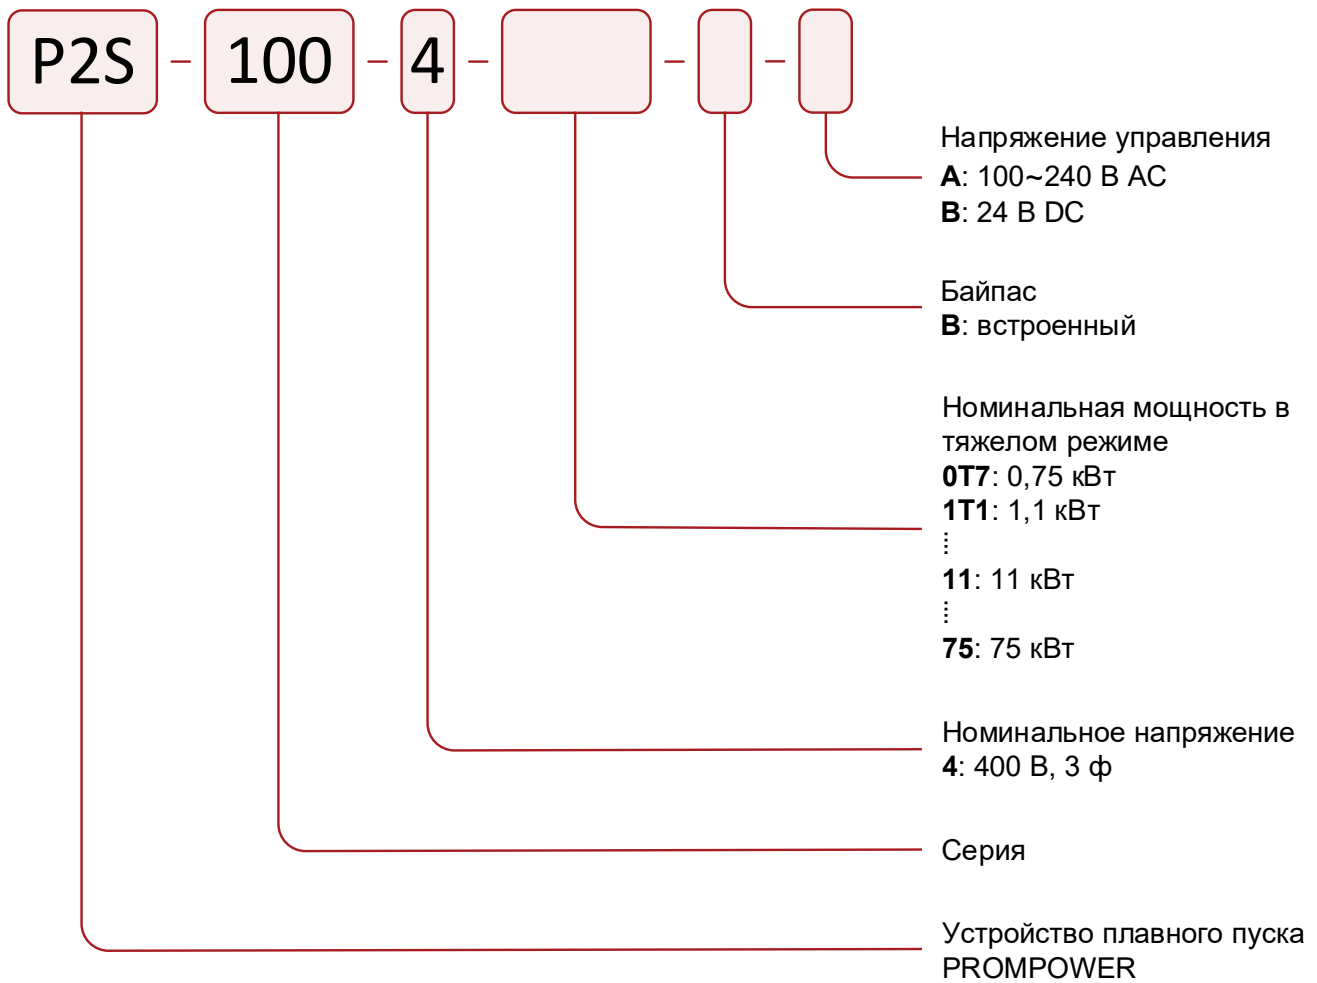 P2S - 100 - 4 - - -
Напряжение управления
A: 100~240 В AC
B: 24 В DC
Байпас
B: встроенный
Номинальная мощность в
тяжелом режиме
0T7: 0,75 кВт
1T1: 1,1 кВт
⁞
11: 11 кВт
⁞
75: 75 кВт
Номинальное напряжение
4: 400 В, 3 ф
Серия
Устройство плавного пуска
PROMPOWER